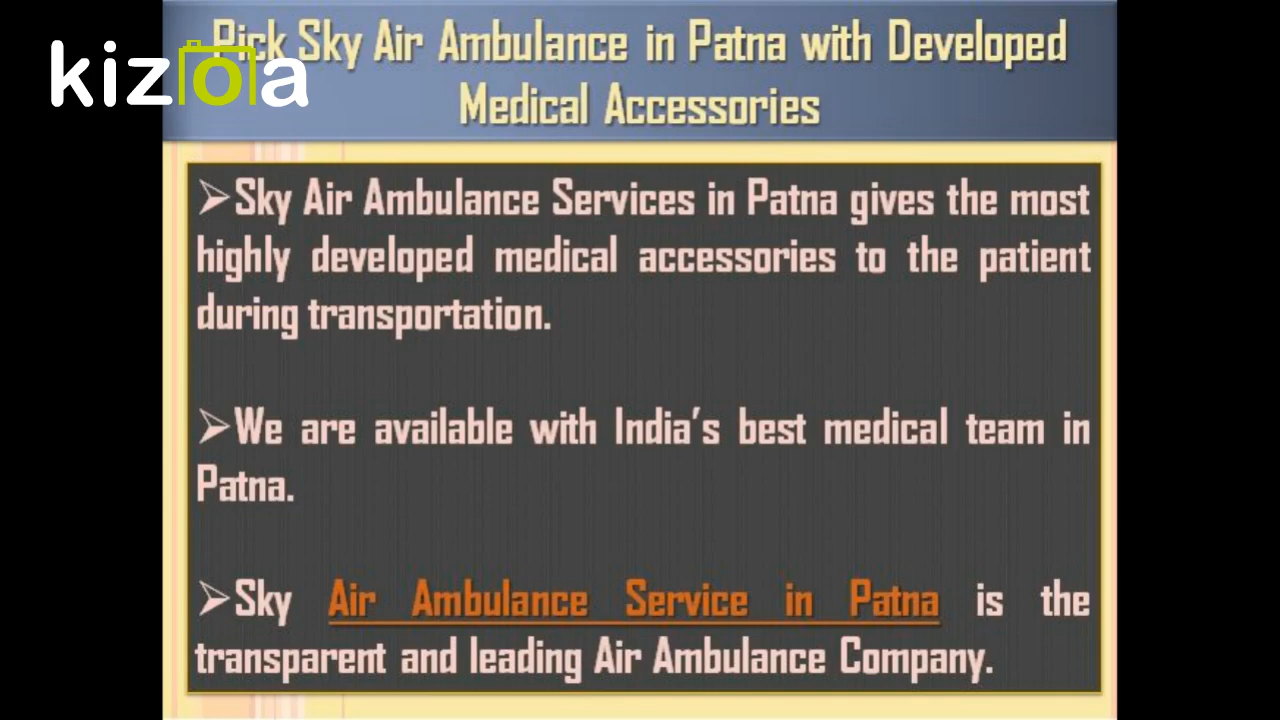 kizoa
Pick Sky Air Ambulance in Patna with Developed
Medical Accessories
➢Sky Air Ambulance Services in Patna gives the most
highly developed medical accessories to the patient
during transportation.
➢We are available with India’s best medical team in
Patna.
➢Sky Air Ambulance Service in Patna is the
transparent and leading Air Ambulance Company.